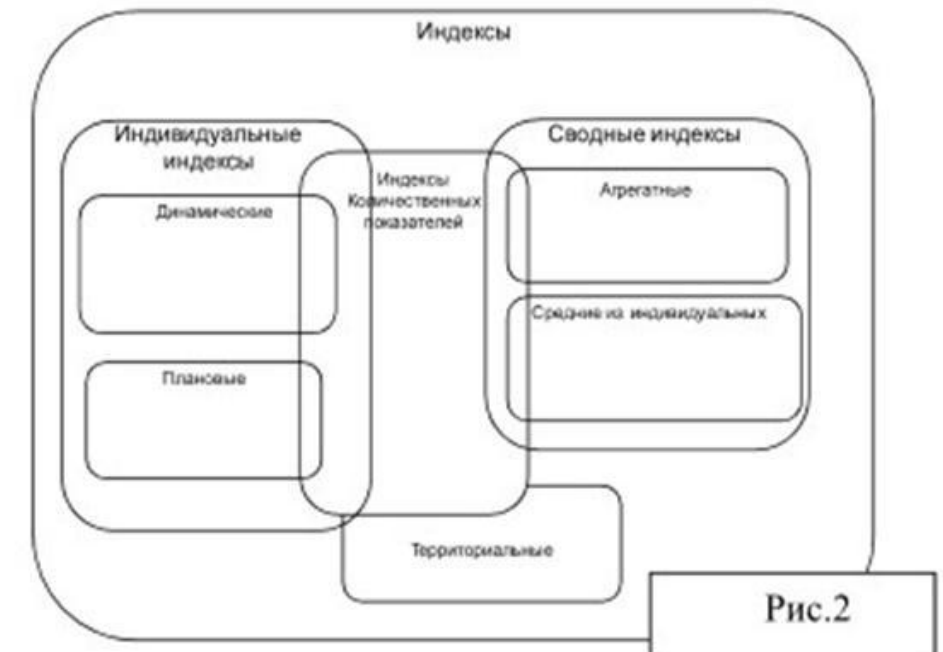 Индексы
Индивидуальные
индексы
Динамические
Плановые
Индексы
Количественных
показателей
Сводные индексы
Агрегатные
Средние из индивидуальных
Территориальные
Рис.2